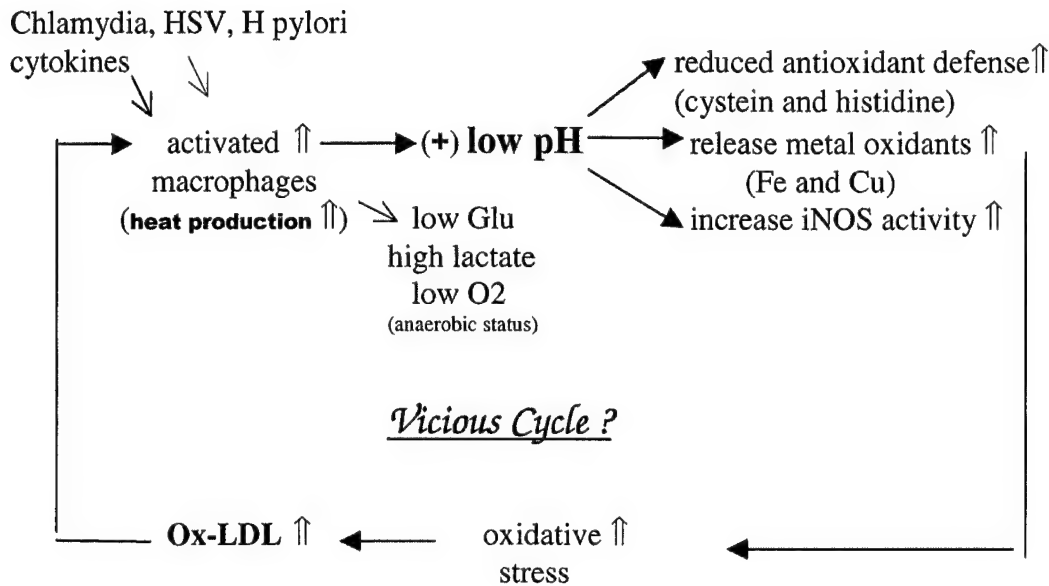 Chlamydia, HSV, H pylori
cytokines
activated ⇑
macrophages
(heat production ⇑)
low Glu
high lactate
low O2
(anaerobic status)
(+) low pH
reduced antioxidant defense⇑
(cystein and histidine)
release metal oxidants ⇑
(Fe and Cu)
increase iNOS activity ⇑
Vicious Cycle ?
Ox-LDL ⇑
oxidative ⇑
stress